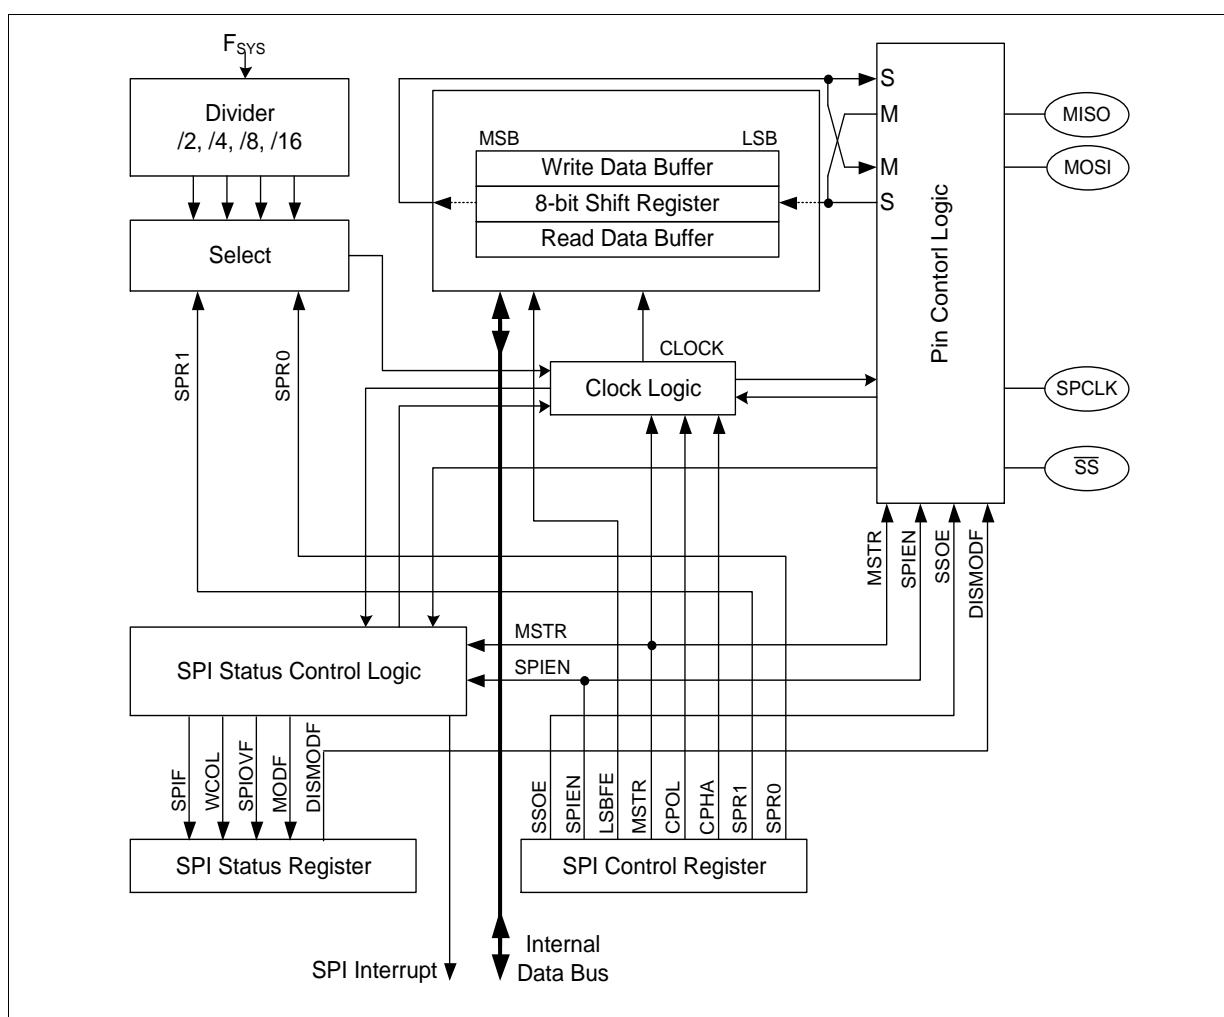 FSYS
Divider
/2, /4, /8, /16
Select
SPR1
SPR0
MSB
LSB
Write Data Buffer
8-bit Shift Register
Read Data Buffer
S
M
M
S
Pin Contorl Logic
MISO
MOSI
SPCLK
SS
CLOCK
Clock Logic
MSTR
SPIEN
SSOE
DISMODF
MSTR
SPIEN
SPI Status Control Logic
SPIF
WCOL
SPIOVF
MODF
DISMODF
SPI Status Register
SSOE
SPIEN
LSBFE
MSTR
CPOL
CPHA
SPR1
SPR0
SPI Control Register
SPI Interrupt
Internal
Data Bus